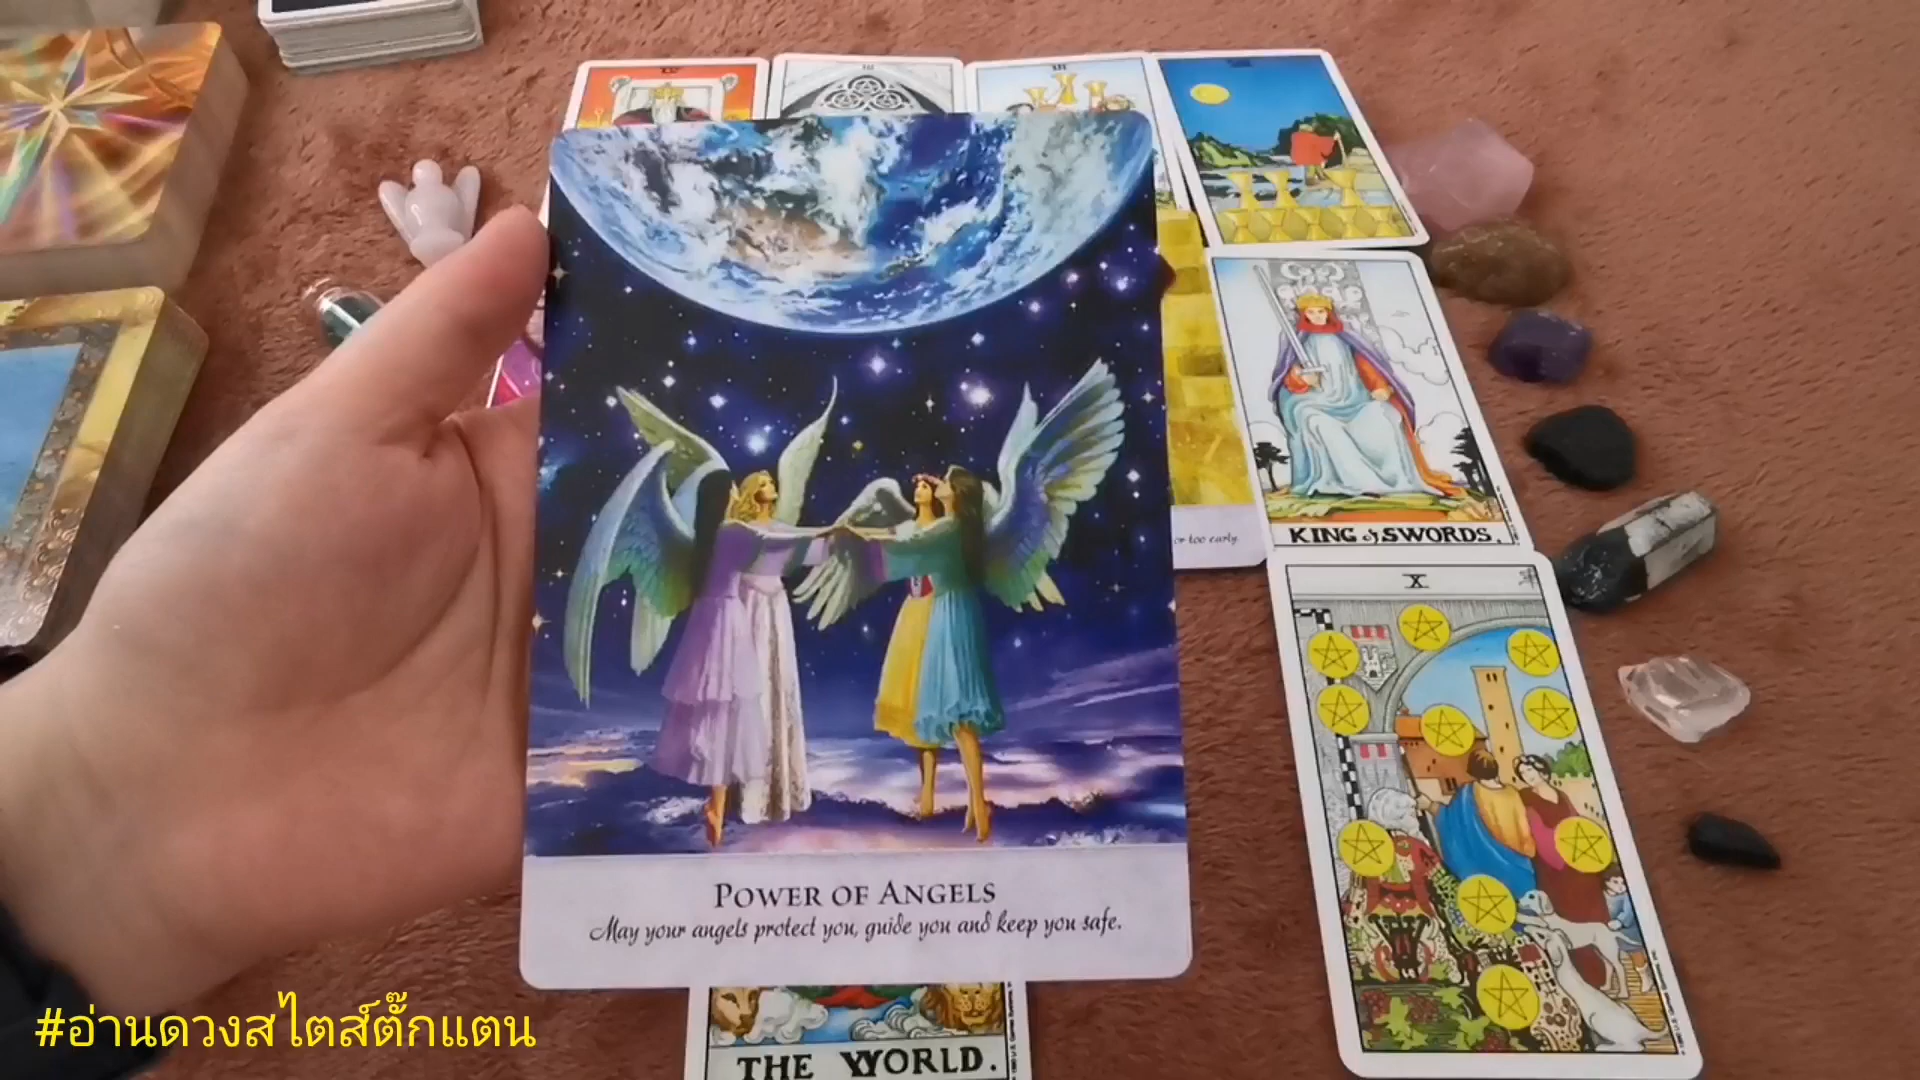 or too early.
KING of SWORDS.
X
POWER OF ANGELS
May your angels protect you, guide you and keep you safe.
THE WORLD.
#อ่านดวงสไตส์ตั๊กแตน